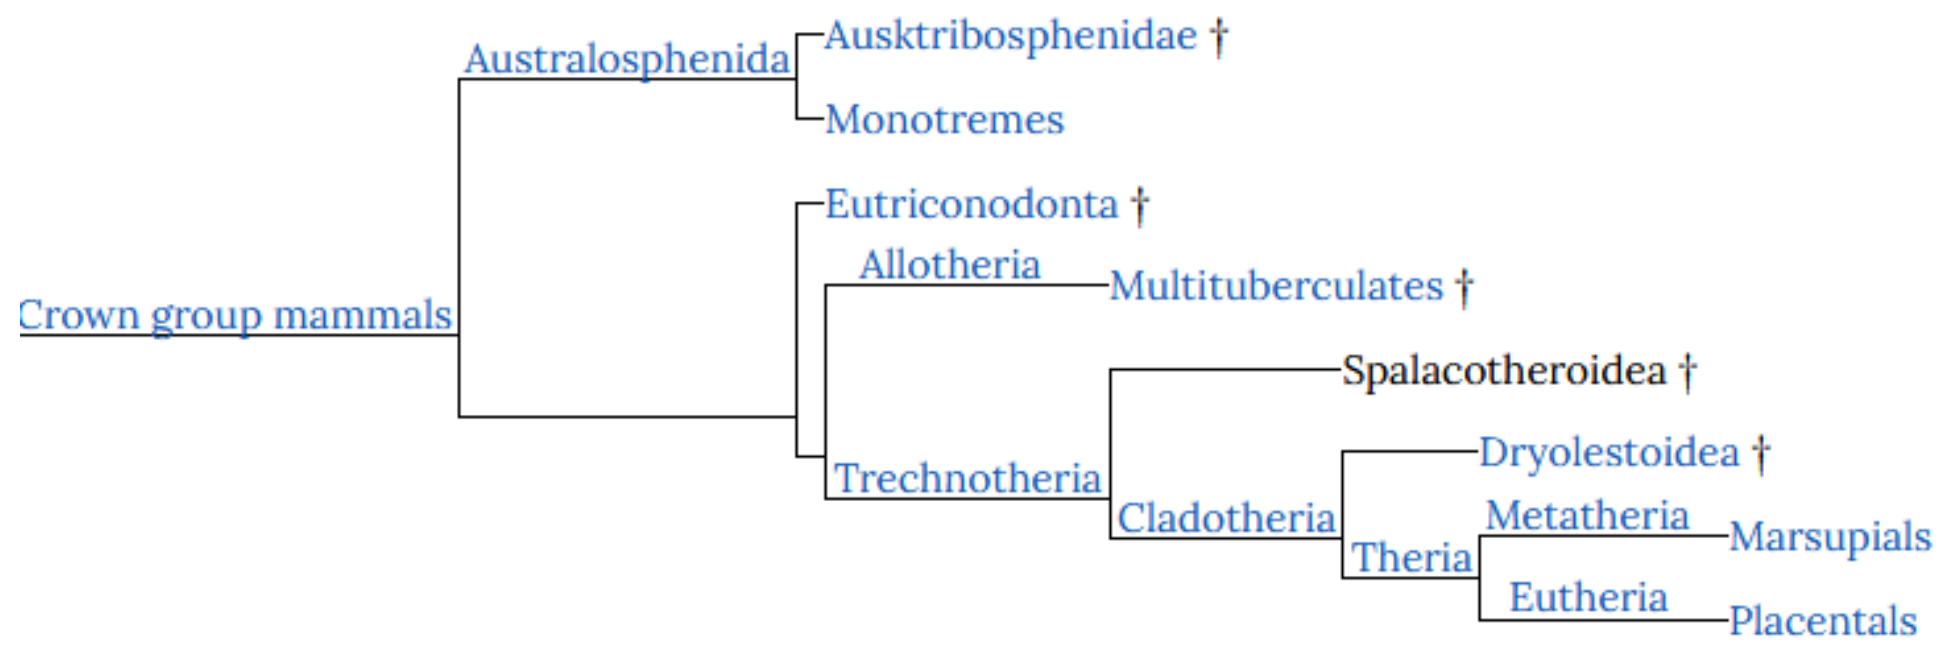 Ausktribosphenidae †
Australosphenida
Monotremes
Eutriconodonta †
Allotheria
Multituberculates †
Crown group mammals
Spalacotheroidea †
Dryolestoidea †
Trechnotheria
Metatheria
Cladotheria
Marsupials
Theria
Eutheria
Placentals